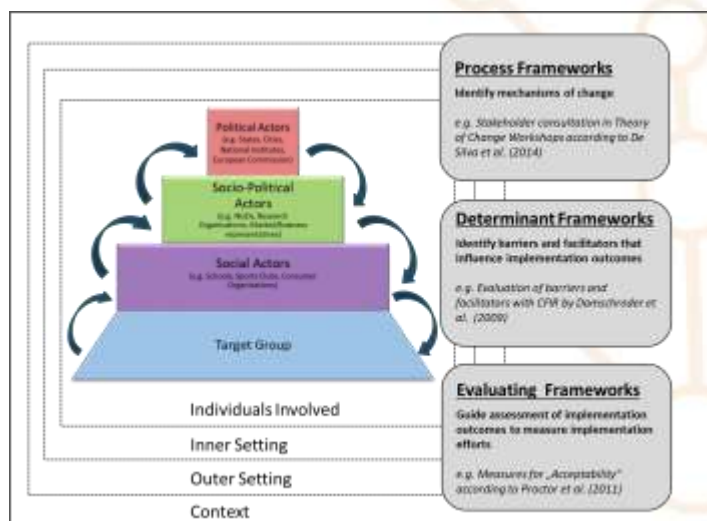 Political Actors
(e.g. States, Cities,
National Institutes,
European Commission)
Socio-Political
Actors
(e.g. NGOs, Research
Organisations, Market/Business
representatives)
Social Actors
(e.g. Schools, Sports Clubs, Consumer
Organisations)
Target Group
Individuals Involved
Inner Setting
Outer Setting
Context
Process Frameworks
Identify mechanisms of change
e.g. Stakeholder consultation in Theory
of Change Workshops according to De
Silva et al. (2014)
Determinant Frameworks
Identify barriers and facilitators that
influence implementation outcomes
e.g. Evaluation of barriers and
facilitators with CFIR by Damschroder et
al. (2009)
Evaluating Frameworks
Guide assessment of implementation
outcomes to measure implementation
efforts
e.g. Measures for „Acceptability“
according to Proctor et al. (2011)